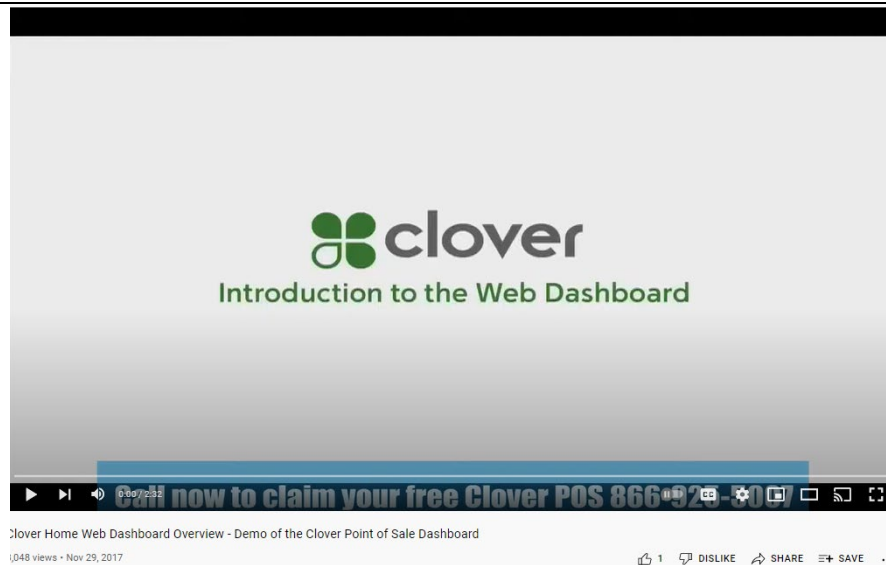 clover
Introduction to the Web Dashboard
0:00 / 2:32
Call now to claim your free Clover POS 866-925-
CC
Clover Home Web Dashboard Overview - Demo of the Clover Point of Sale Dashboard
,048 views • Nov 29, 2017
1 DISLIKE SHARE SAVE